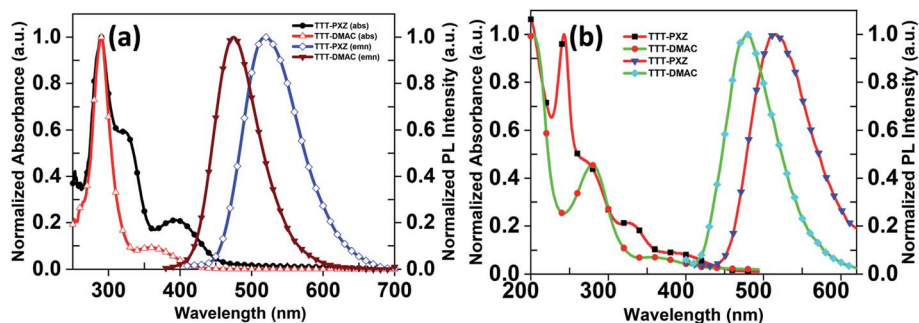 (a)
TTT-PXZ (abs)
TTT-DMAC (abs)
TTT-PXZ (emn)
TTT-DMAC (emn)
Normalized Absorbance (a.u.)
1.0
0.8
0.6
0.4
0.2
0.0
300 400 500 600 700
Wavelength (nm)
1.0
0.8
0.6
0.4
0.2
0.0
Normalized PL Intensity (a.u.)
(b)
TTT-PXZ
TTT-DMAC
TTT-PXZ
TTT-DMAC
Normalized Absorbance (a.u.)
1.0
0.8
0.6
0.4
0.2
0.0
200 300 400 500 600
Wavelength (nm)
1.0
0.8
0.6
0.4
0.2
0.0
Normalized PL Intensity (a.u.)